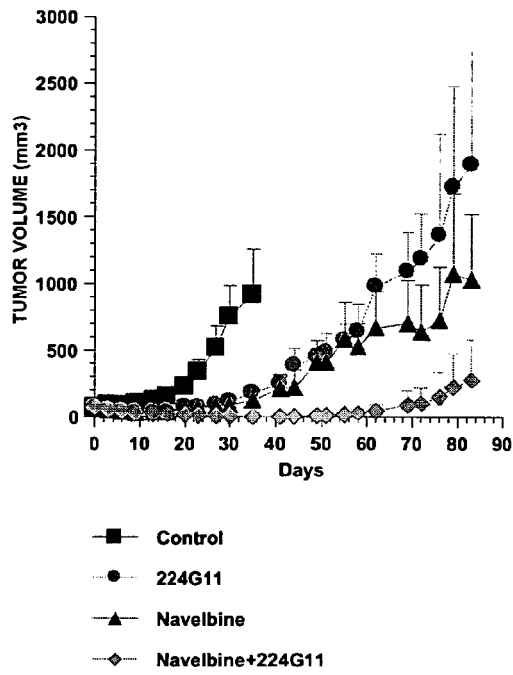 3000
2500
2000
1500
1000
500
0
TUMOR VOLUME (mm3)
0 10 20 30 40 50 60 70 80 90
Days
Control
224G11
Navelbine
Navelbine+224G11